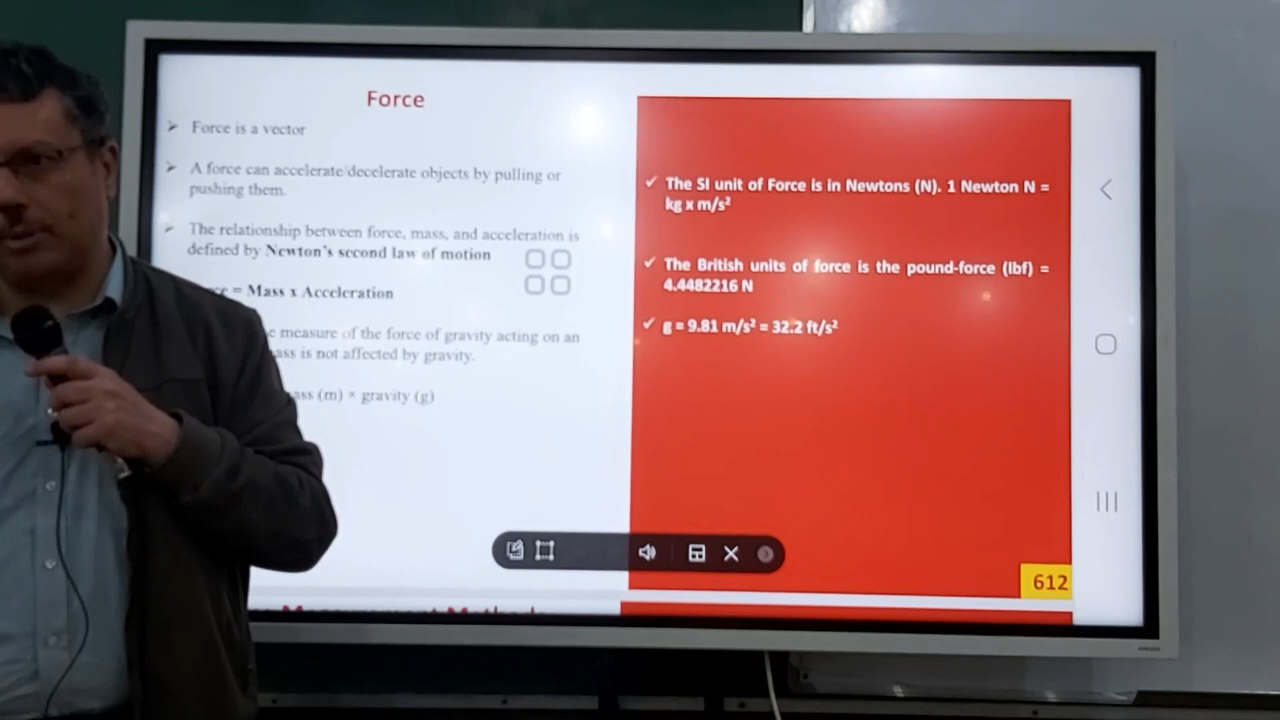 Force
➢ Force is a vector
➢ A force can accelerate/decelerate objects by pulling or
pushing them.
➢ The relationship between force, mass, and acceleration is
defined by Newton's second law of motion
= Mass x Acceleration
measure of the force of gravity acting on an
is not affected by gravity.
(m) × gravity (g)
✓ The SI unit of Force is in Newtons (N). 1 Newton N =
kg x m/s²
✓ The British units of force is the pound-force (lbf) =
4.4482216 N
✓ g = 9.81 m/s² = 32.2 ft/s²
612